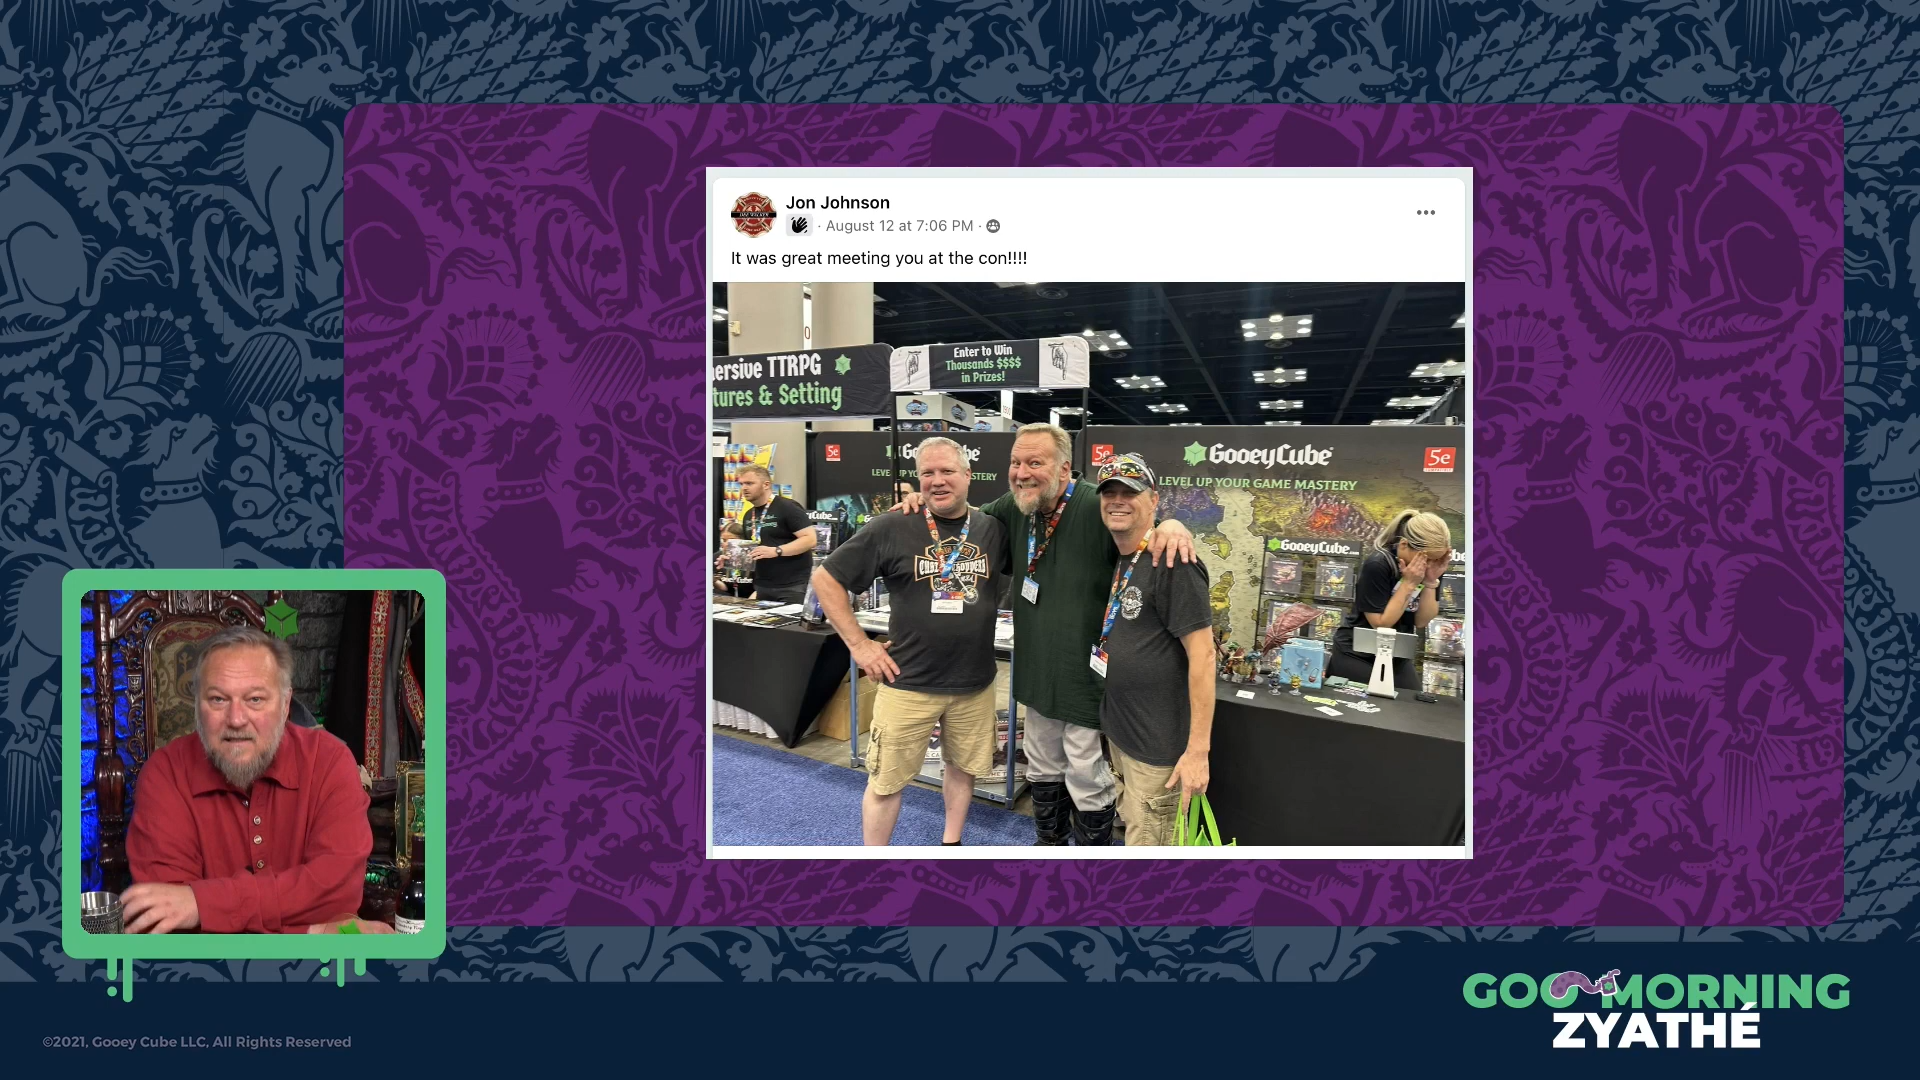 Jon Johnson
· August 12 at 7:06 PM ·
It was great meeting you at the con!!!!
ersive TTRPG
tures & Setting
Enter to Win
Thousands $$$$
in Prizes!
5e
5e
GooeyCube
5e
LEVEL UP YOUR GAME MASTERY
GooeyCube
GOO MORNING
ZYATHÉ
©2021, Gooey Cube LLC, All Rights Reserved